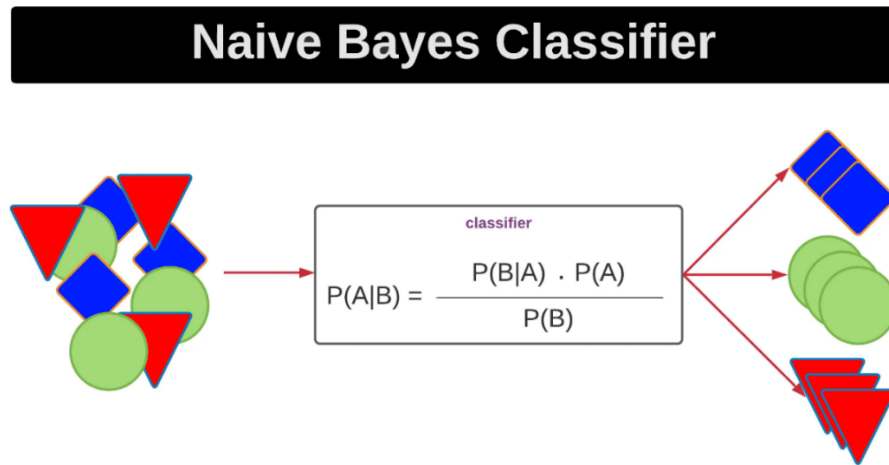 Naive Bayes Classifier
classifier
P(B|A) . P(A)
P(A|B) =
P(B)